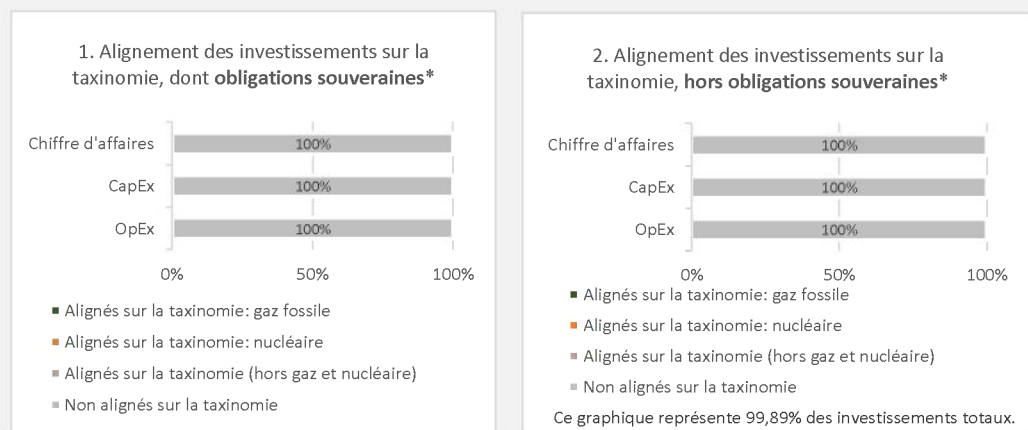 1. Alignement des investissements sur la
taxinomie, dont obligations souveraines*
Chiffre d'affaires
100%
CapEx
100%
OpEx
100%
0%
50%
100%
Alignés sur la taxinomie: gaz fossile
Alignés sur la taxinomie: nucléaire
Alignés sur la taxinomie (hors gaz et nucléaire)
Non alignés sur la taxinomie
2. Alignement des investissements sur la
taxinomie, hors obligations souveraines*
Chiffre d'affaires
100%
CapEx
100%
OpEx
100%
0%
50%
100%
Alignés sur la taxinomie: gaz fossile
Alignés sur la taxinomie: nucléaire
Alignés sur la taxinomie (hors gaz et nucléaire)
Non alignés sur la taxinomie
Ce graphique représente 99,89% des investissements totaux.